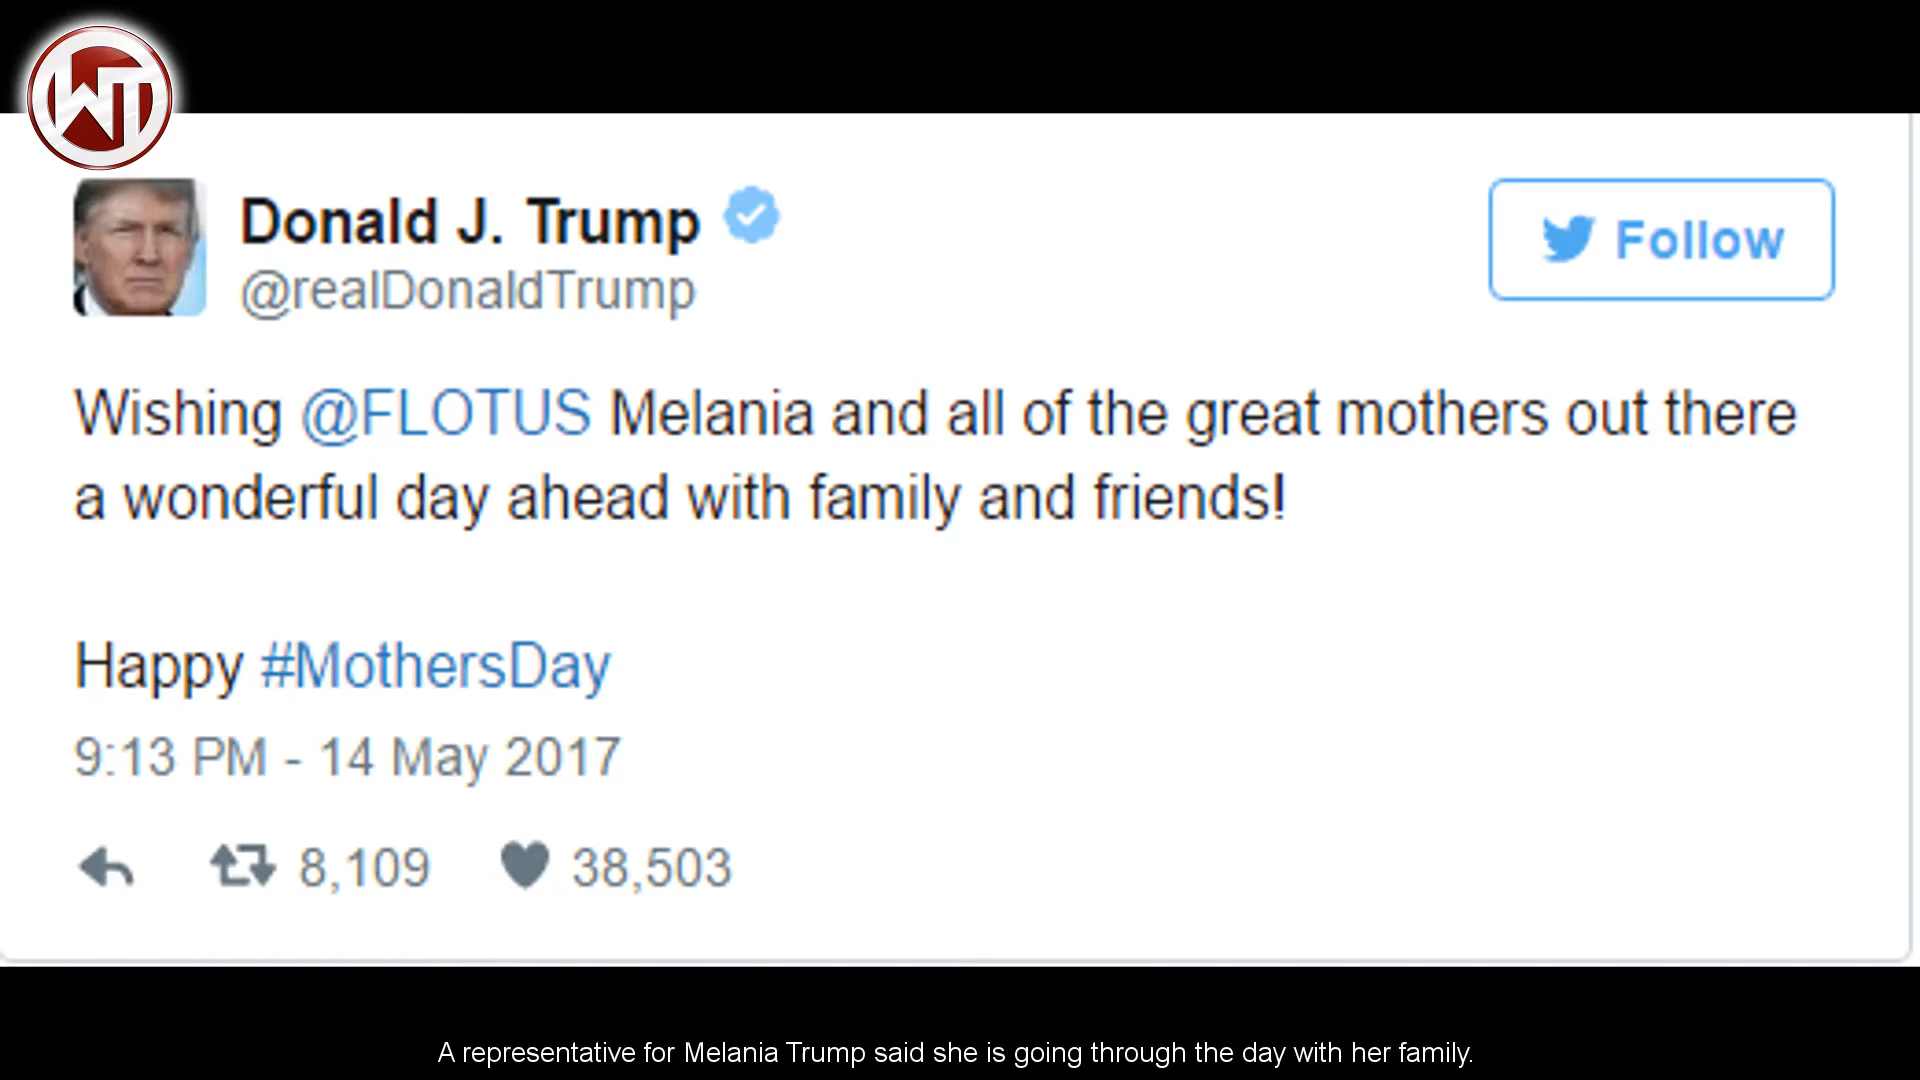 WT
Donald J. Trump
@realDonaldTrump
Follow
Wishing @FLOTUS Melania and all of the great mothers out there
a wonderful day ahead with family and friends!
Happy #MothersDay
9:13 PM - 14 May 2017
8,109 38,503
A representative for Melania Trump said she is going through the day with her family.